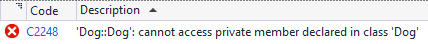 Code Description
C2248 'Dog::Dog': cannot access private member declared in class 'Dog'